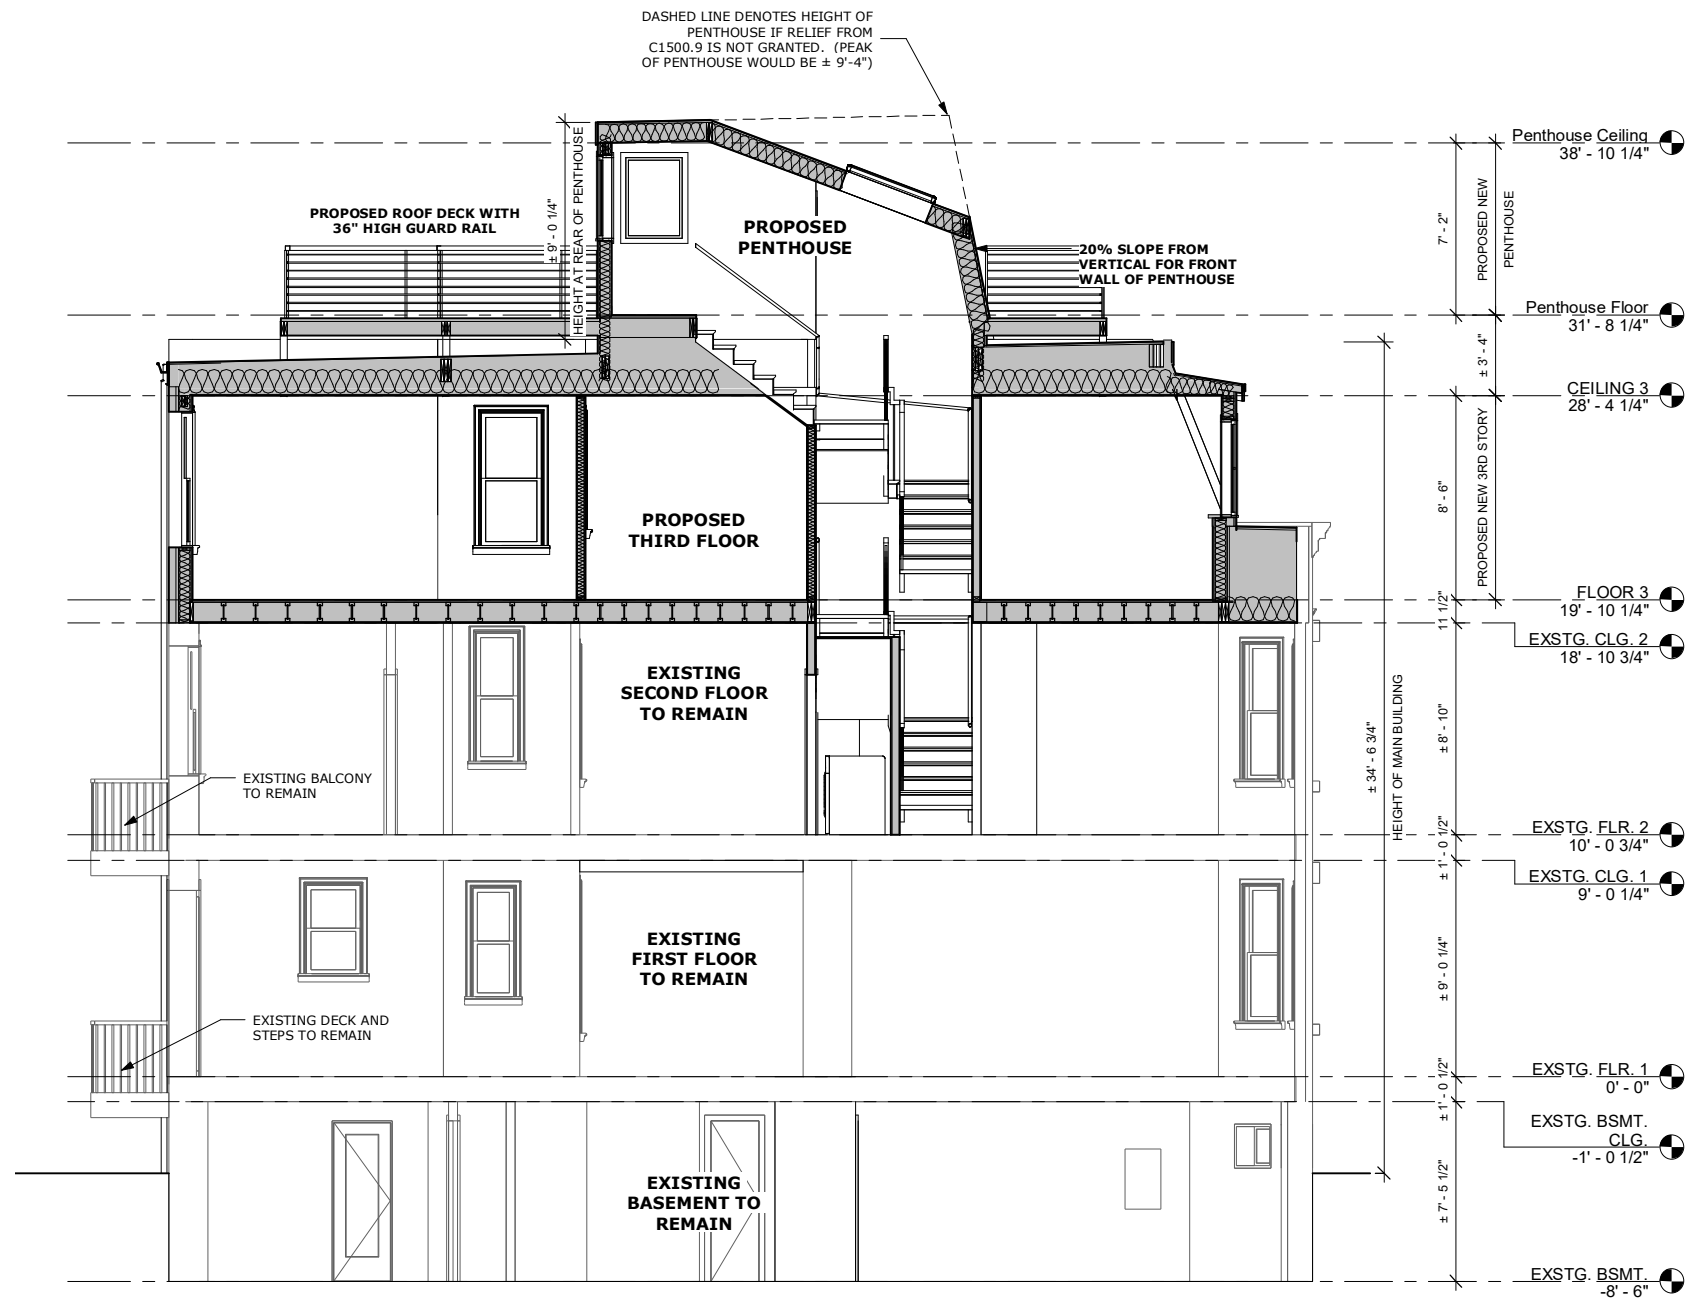 DASHED LINE DENOTES HEIGHT OF
PENTHOUSE IF RELIEF FROM
C1500.9 IS NOT GRANTED. (PEAK
OF PENTHOUSE WOULD BE ± 9'-4")
Penthouse Ceiling
38' - 10 1/4"
PROPOSED ROOF DECK WITH
36" HIGH GUARD RAIL
± 9' - 0 1/4"
HEIGHT AT REAR OF PENTHOUSE
PROPOSED
PENTHOUSE
20% SLOPE FROM
VERTICAL FOR FRONT
WALL OF PENTHOUSE
7' - 2"
PROPOSED NEW
PENTHOUSE
Penthouse Floor
31' - 8 1/4"
± 3' - 4"
CEILING 3
28' - 4 1/4"
8' - 6"
PROPOSED NEW 3RD STORY
PROPOSED
THIRD FLOOR
FLOOR 3
19' - 10 1/4"
11 1/2"
EXSTG. CLG. 2
18' - 10 3/4"
EXISTING
SECOND FLOOR
TO REMAIN
± 34' - 6 3/4"
HEIGHT OF MAIN BUILDING
± 8' - 10"
EXISTING BALCONY
TO REMAIN
EXSTG. FLR. 2
10' - 0 3/4"
± 1' - 0 1/2"
EXSTG. CLG. 1
9' - 0 1/4"
EXISTING
FIRST FLOOR
TO REMAIN
± 9' - 0 1/4"
EXISTING DECK AND
STEPS TO REMAIN
EXSTG. FLR. 1
0' - 0"
± 1' - 0 1/2"
EXSTG. BSMT.
CLG.
-1' - 0 1/2"
EXISTING
BASEMENT TO
REMAIN
± 7' - 5 1/2"
EXSTG. BSMT.
-8' - 6"